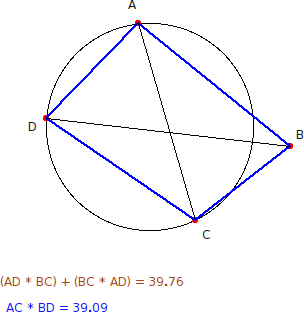 A
B
D
C
(AD * BC) + (BC * AD) = 39.76
AC * BD = 39.09